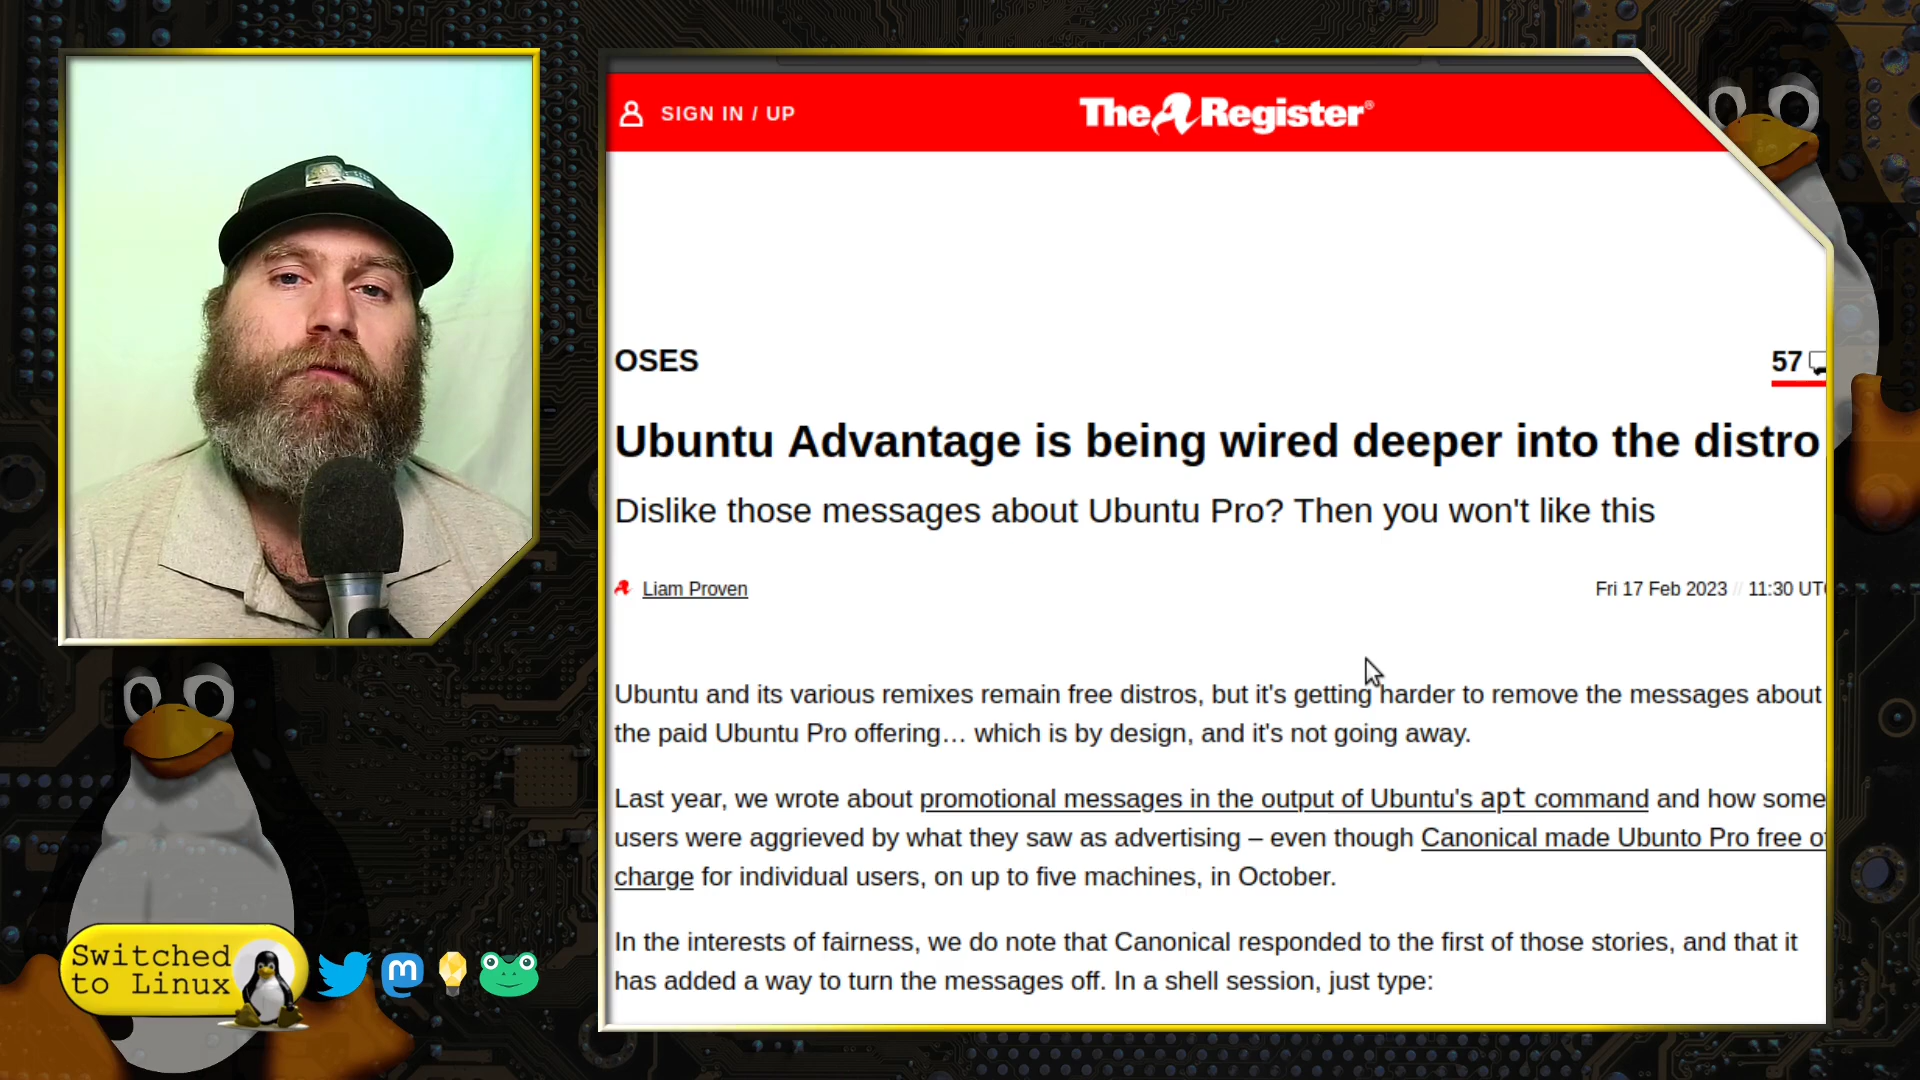 SIGN IN / UP
The Register®
OSES
57
Ubuntu Advantage is being wired deeper into the distro
Dislike those messages about Ubuntu Pro? Then you won't like this
Liam Proven
Fri 17 Feb 2023 // 11:30 UTC
Ubuntu and its various remixes remain free distros, but it's getting harder to remove the messages about
the paid Ubuntu Pro offering… which is by design, and it's not going away.
Last year, we wrote about promotional messages in the output of Ubuntu's apt command and how some
users were aggrieved by what they saw as advertising – even though Canonical made Ubunto Pro free of
charge for individual users, on up to five machines, in October.
In the interests of fairness, we do note that Canonical responded to the first of those stories, and that it
has added a way to turn the messages off. In a shell session, just type:
Switched
to Linux